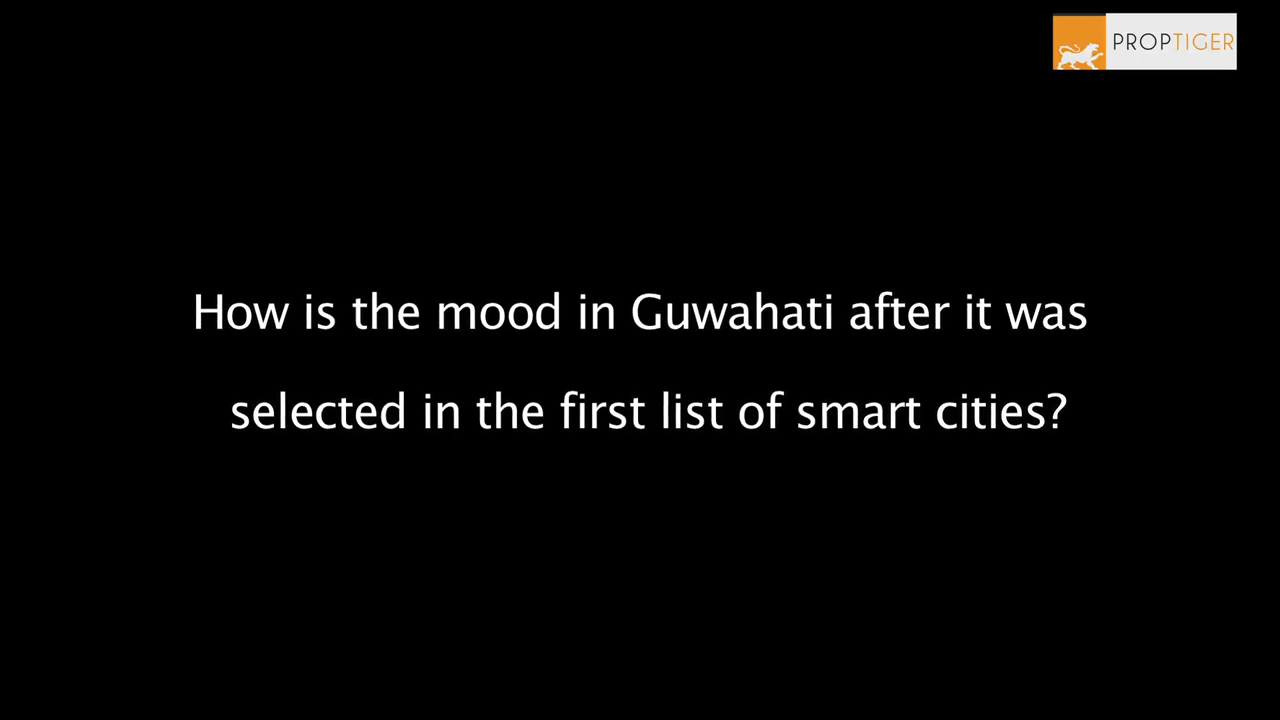 PROPTIGER
How is the mood in Guwahati after it was
selected in the first list of smart cities?